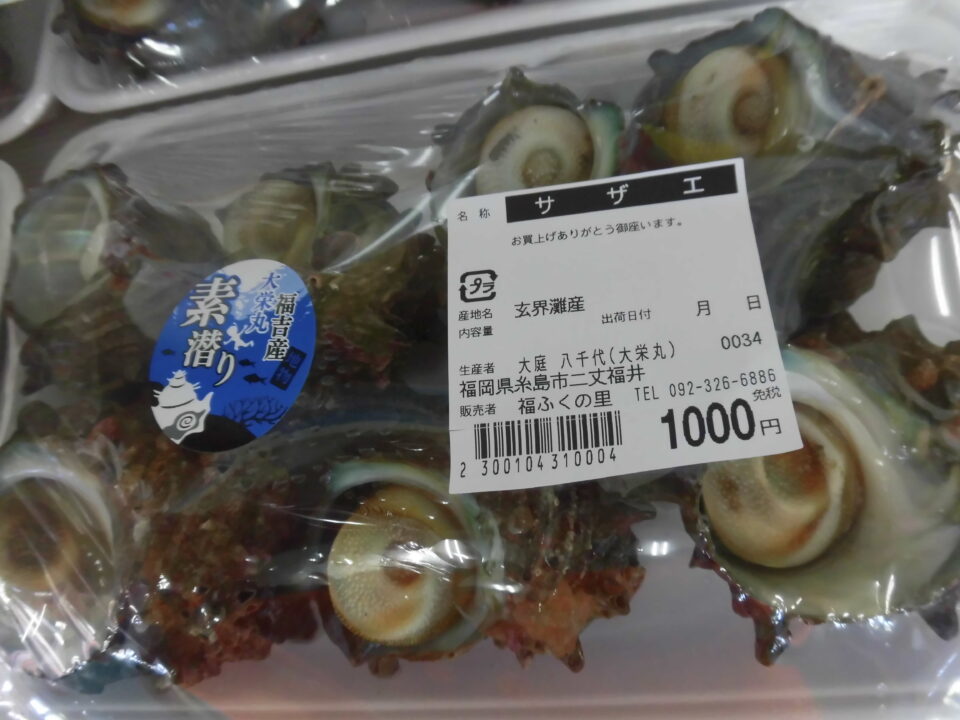 名称 サザエ
お買上げありがとう御座います。
プラ
産地名 玄界灘産
内容量 出荷日付 月 日
0034
生産者 大庭 八千代(大栄丸)
福岡県糸島市二丈福井
販売者 福ふくの里 TEL 092-326-6886
1000円 免税
2 300104 310004
福吉産
大栄丸
素潜り